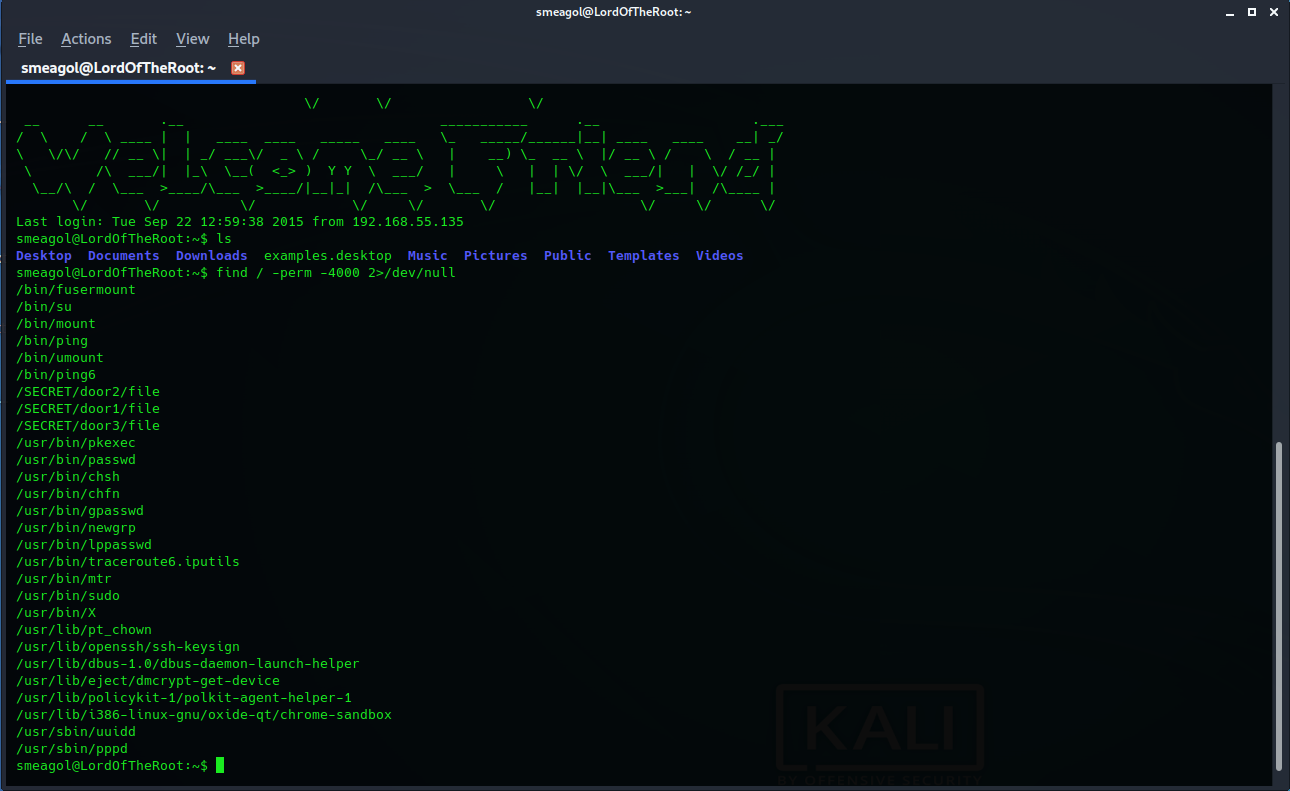 smeagol@LordOfTheRoot: ~
File Actions Edit View Help
smeagol@LordOfTheRoot: ~
Welcome Friend
Last login: Tue Sep 22 12:59:38 2015 from 192.168.55.135
smeagol@LordOfTheRoot:~$ ls
Desktop Documents Downloads examples.desktop Music Pictures Public Templates Videos
smeagol@LordOfTheRoot:~$ find / -perm -4000 2>/dev/null
/bin/fusermount
/bin/su
/bin/mount
/bin/ping
/bin/umount
/bin/ping6
/SECRET/door2/file
/SECRET/door1/file
/SECRET/door3/file
/usr/bin/pkexec
/usr/bin/passwd
/usr/bin/chsh
/usr/bin/chfn
/usr/bin/gpasswd
/usr/bin/newgrp
/usr/bin/lppasswd
/usr/bin/traceroute6.iputils
/usr/bin/mtr
/usr/bin/sudo
/usr/bin/X
/usr/lib/pt_chown
/usr/lib/openssh/ssh-keysign
/usr/lib/dbus-1.0/dbus-daemon-launch-helper
/usr/lib/eject/dmcrypt-get-device
/usr/lib/policykit-1/polkit-agent-helper-1
/usr/lib/i386-linux-gnu/oxide-qt/chrome-sandbox
/usr/sbin/uuidd
/usr/sbin/pppd
smeagol@LordOfTheRoot:~$
KALI
BY OFFENSIVE SECURITY